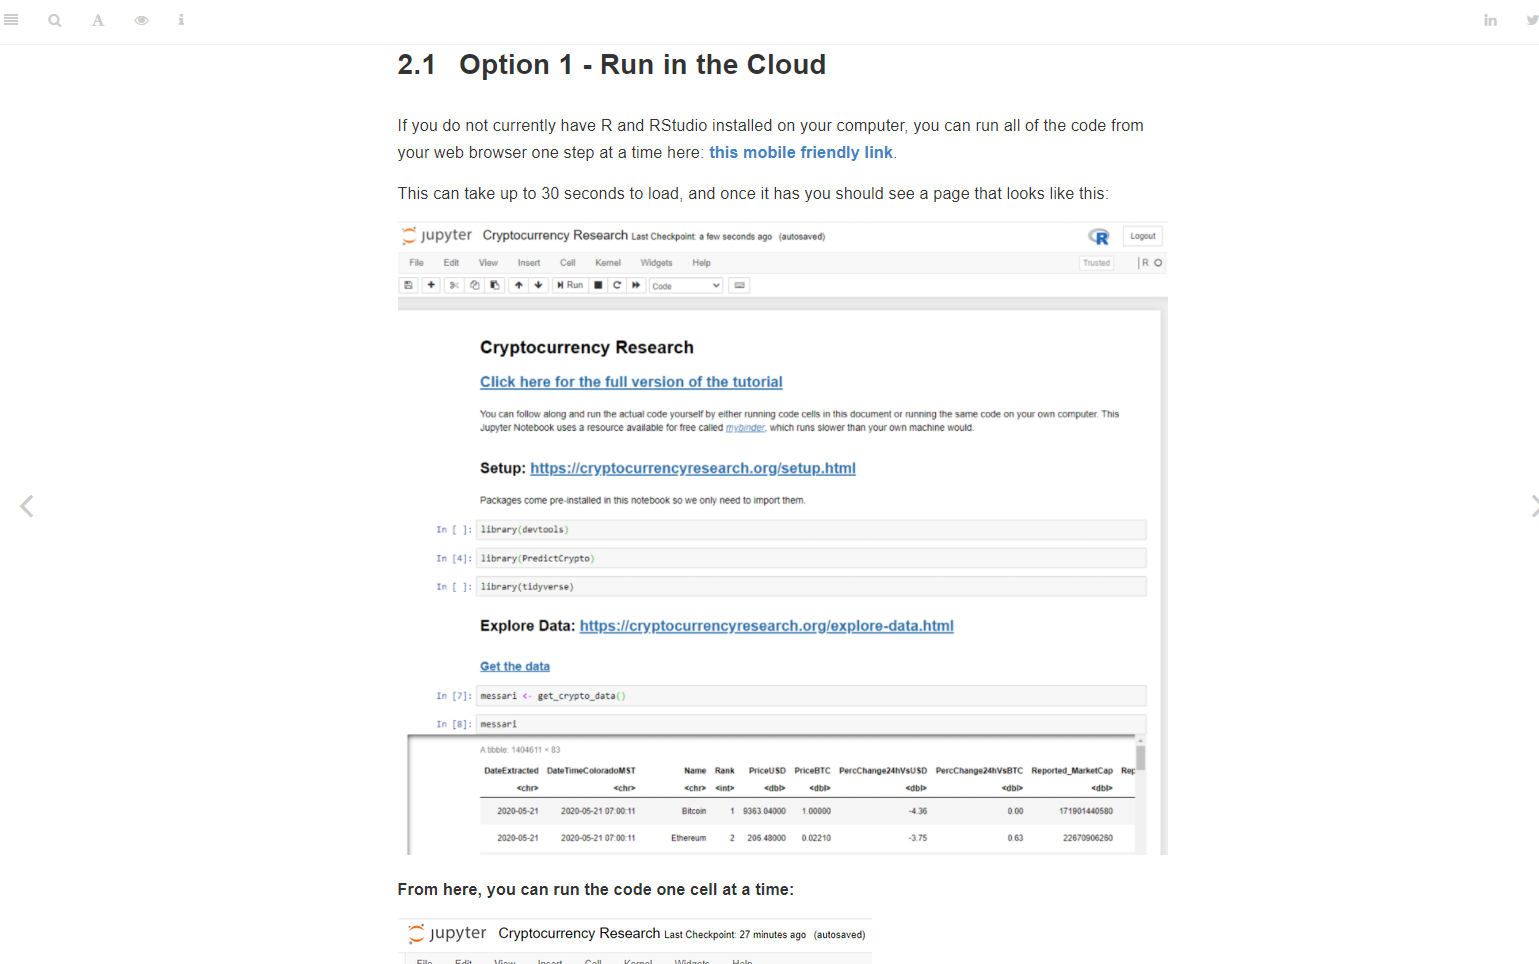 2.1 Option 1 - Run in the Cloud
If you do not currently have R and RStudio installed on your computer, you can run all of the code from
your web browser one step at a time here: this mobile friendly link.
This can take up to 30 seconds to load, and once it has you should see a page that looks like this:
jupyter Cryptocurrency Research Last Checkpoint: a few seconds ago (autosaved) R Logout
File Edit View Insert Cell Kernel Widgets Help Trusted R
Run Code
Cryptocurrency Research
Click here for the full version of the tutorial
You can follow along and run the actual code yourself by either running code cells in this document or running the same code on your own computer. This
Jupyter Notebook uses a resource available for free called mybinder, which runs slower than your own machine would.
Setup: https://cryptocurrencyresearch.org/setup.html
Packages come pre-installed in this notebook so we only need to import them.
In [ ]: library(devtools)
In [4]: library(PredictCrypto)
In [ ]: library(tidyverse)
Explore Data: https://cryptocurrencyresearch.org/explore-data.html
Get the data
In [7]: messari <- get_crypto_data()
In [8]: messari
A tibble: 1404611 × 83
DateExtracted DateTimeColoradoMST Name Rank PriceUSD PriceBTC PercChange24hVsUSD PercChange24hVsBTC Reported_MarketCap Rep
<chr> <chr> <chr> <int> <dbl> <dbl> <dbl> <dbl> <dbl>
2020-05-21 2020-05-21 07:00:11 Bitcoin 1 9363.04000 1.00000 -4.36 0.00 171901440580
2020-05-21 2020-05-21 07:00:11 Ethereum 2 206.48000 0.02210 -3.75 0.63 22670906260
From here, you can run the code one cell at a time:
jupyter Cryptocurrency Research Last Checkpoint: 27 minutes ago (autosaved)
File Edit View Insert Cell Kernel Widgets Help